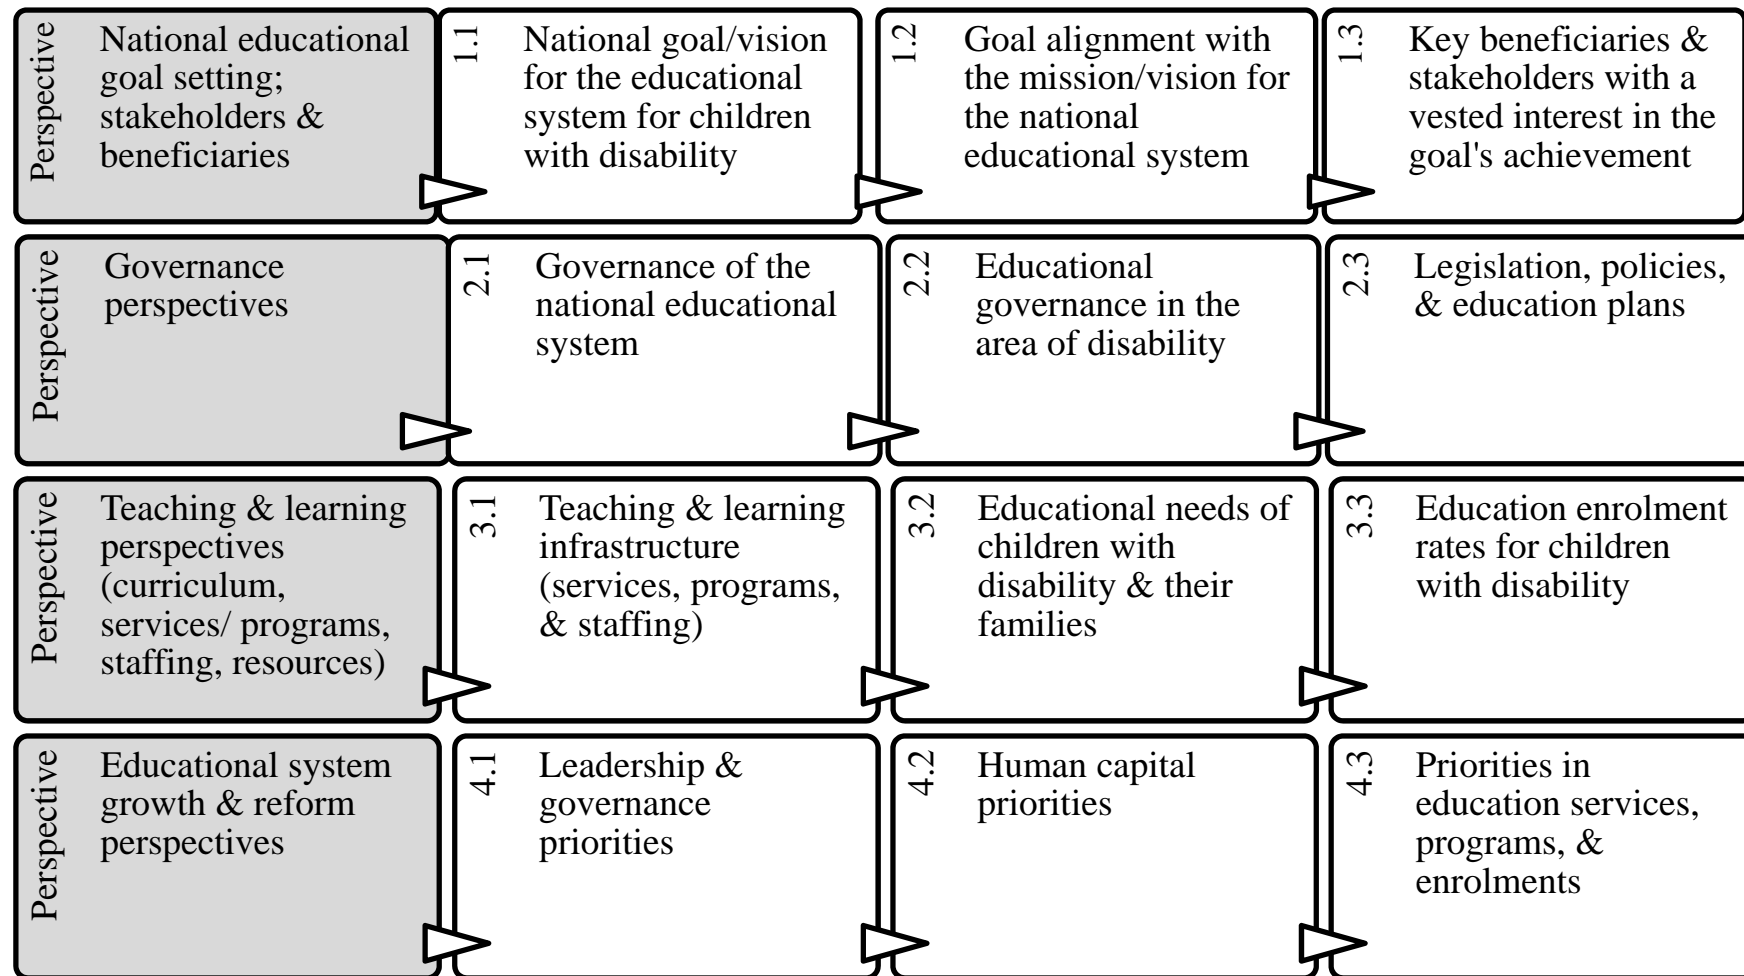 Perspective
National educational
goal setting;
stakeholders &
beneficiaries
1.1
National goal/vision
for the educational
system for children
with disability
1.2
Goal alignment with
the mission/vision for
the national
educational system
1.3
Key beneficiaries &
stakeholders with a
vested interest in the
goal's achievement
Perspective
Governance
perspectives
2.1
Governance of the
national educational
system
2.2
Educational
governance in the
area of disability
2.3
Legislation, policies,
& education plans
Perspective
Teaching & learning
perspectives
(curriculum,
services/ programs,
staffing, resources)
3.1
Teaching & learning
infrastructure
(services, programs,
& staffing)
3.2
Educational needs of
children with
disability & their
families
3.3
Education enrolment
rates for children
with disability
Perspective
Educational system
growth & reform
perspectives
4.1
Leadership &
governance
priorities
4.2
Human capital
priorities
4.3
Priorities in
education services,
programs, &
enrolments